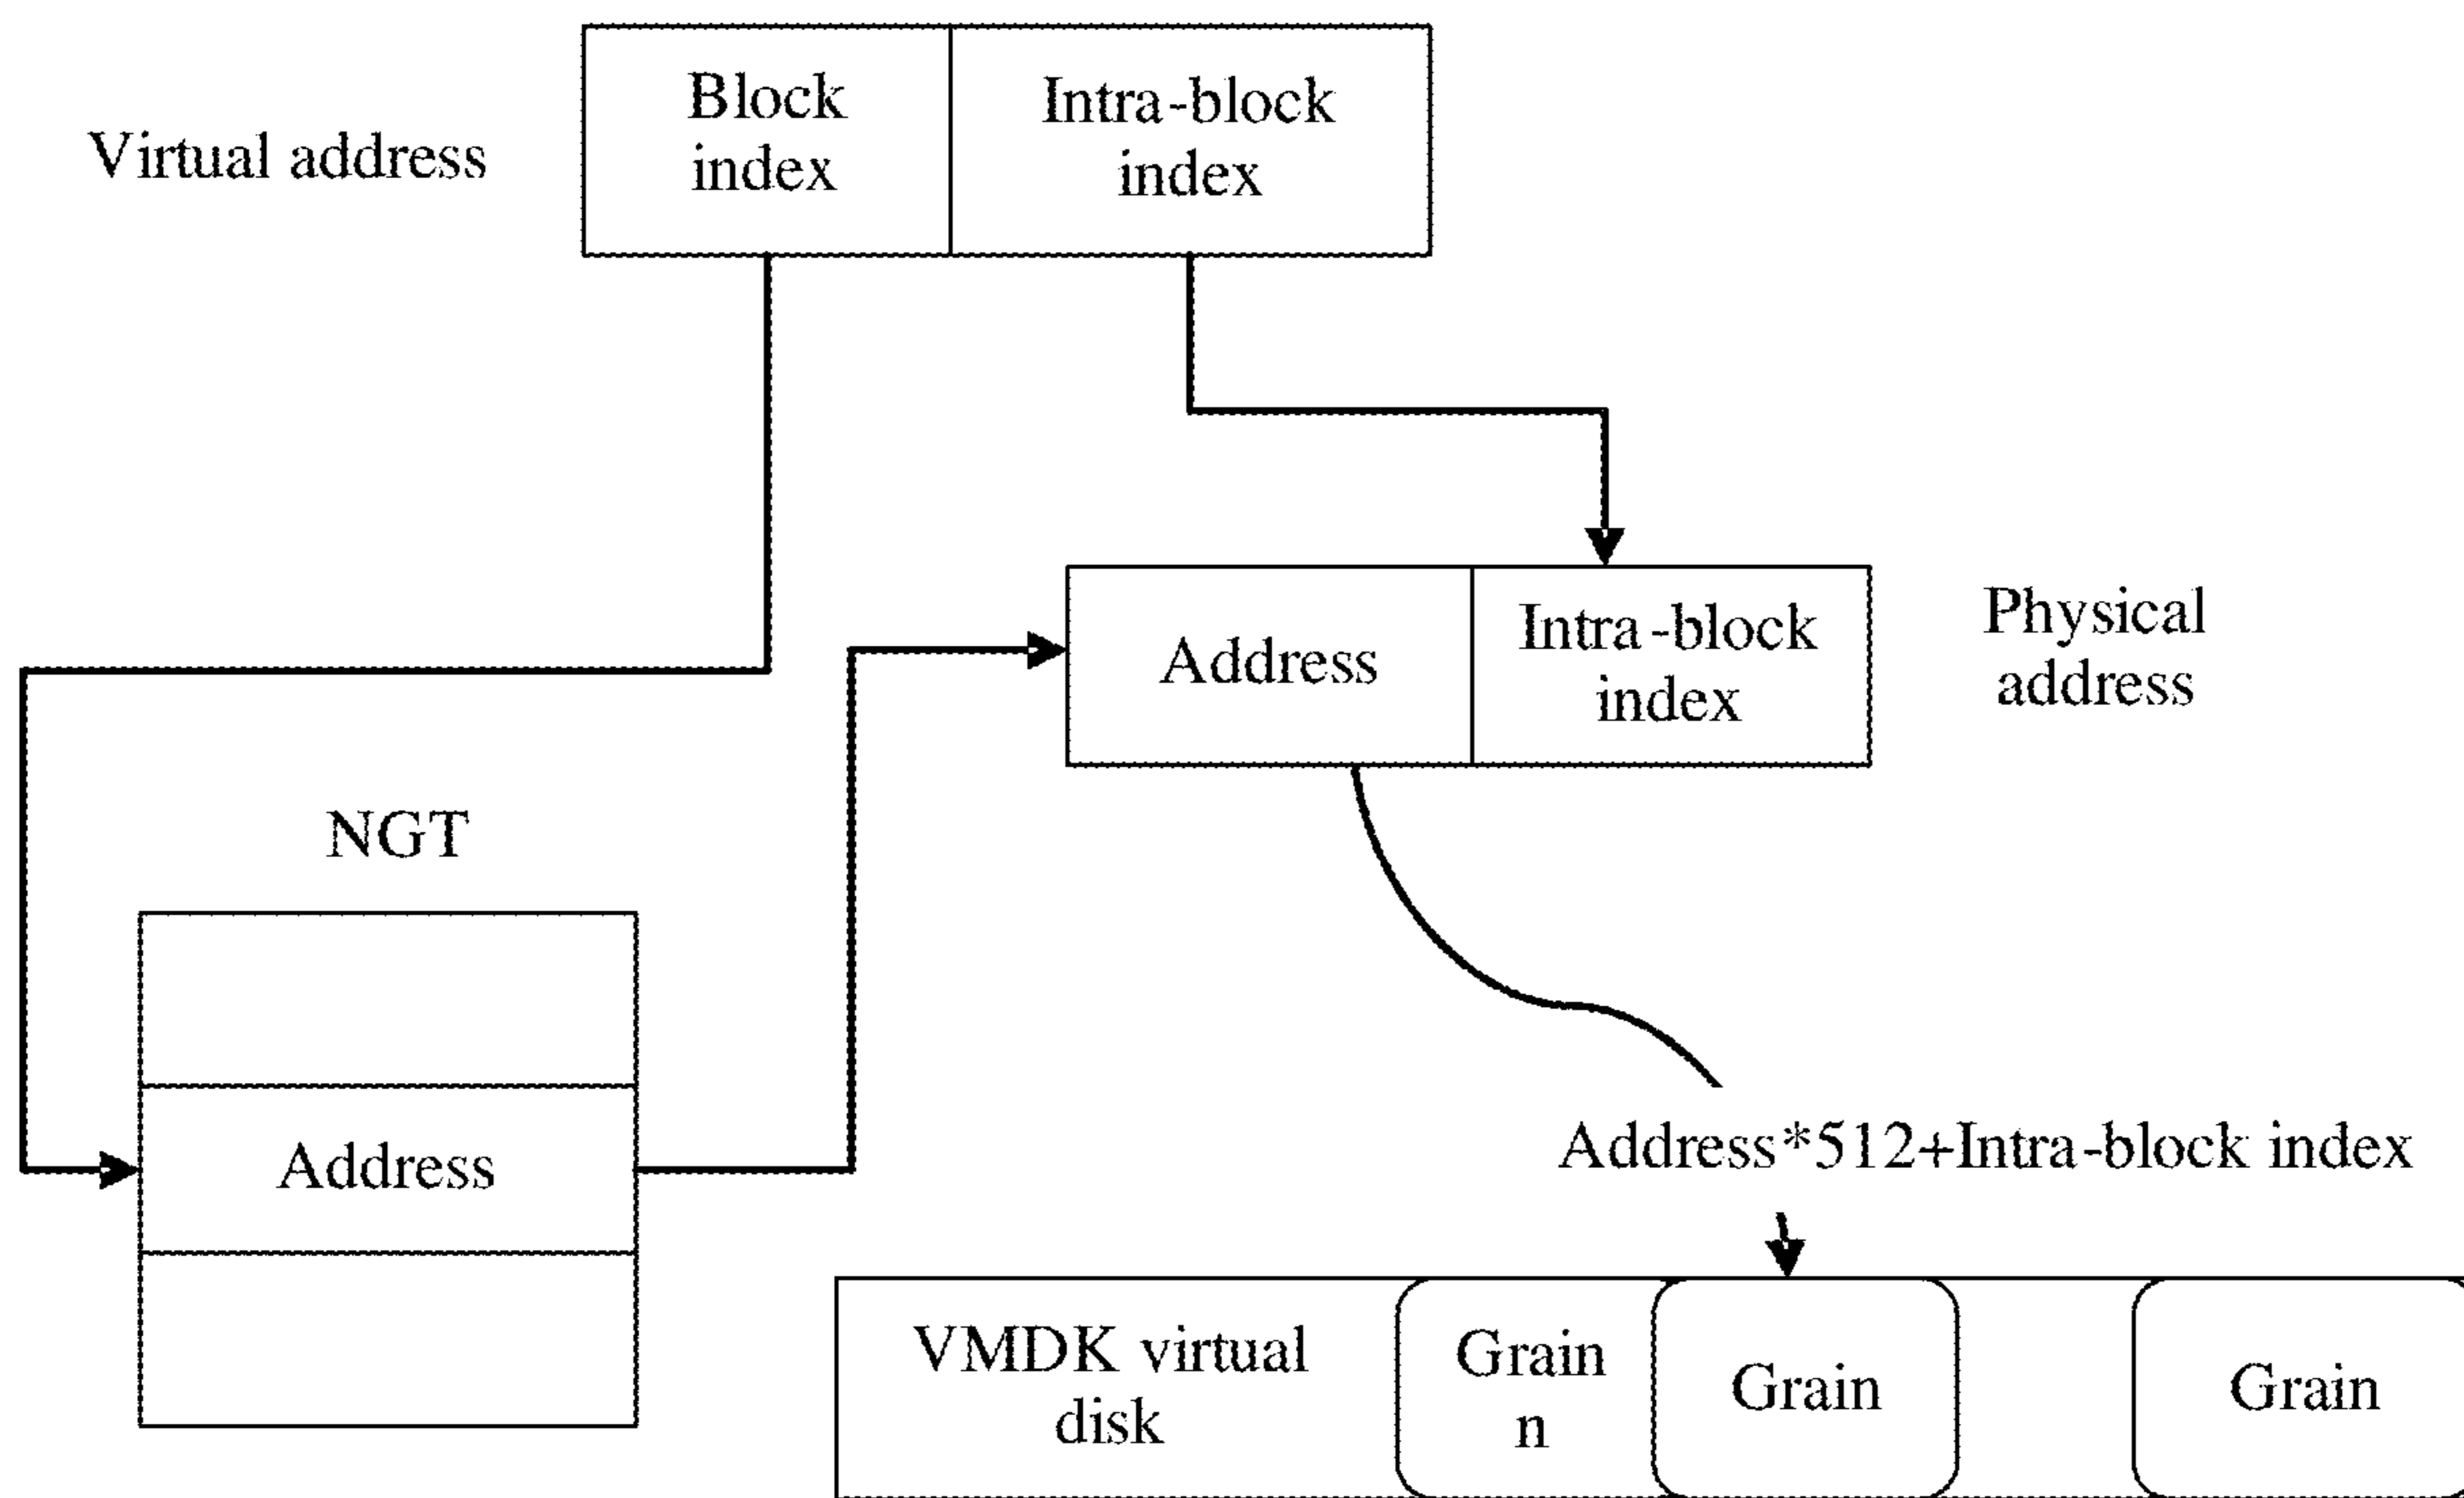 Virtual address
Block
index
Intra-block
index
Address
Intra-block
index
Physical
address
NGT
Address
Address*512+Intra-block index
VMDK virtual
disk
Grain
n
Grain
Grain